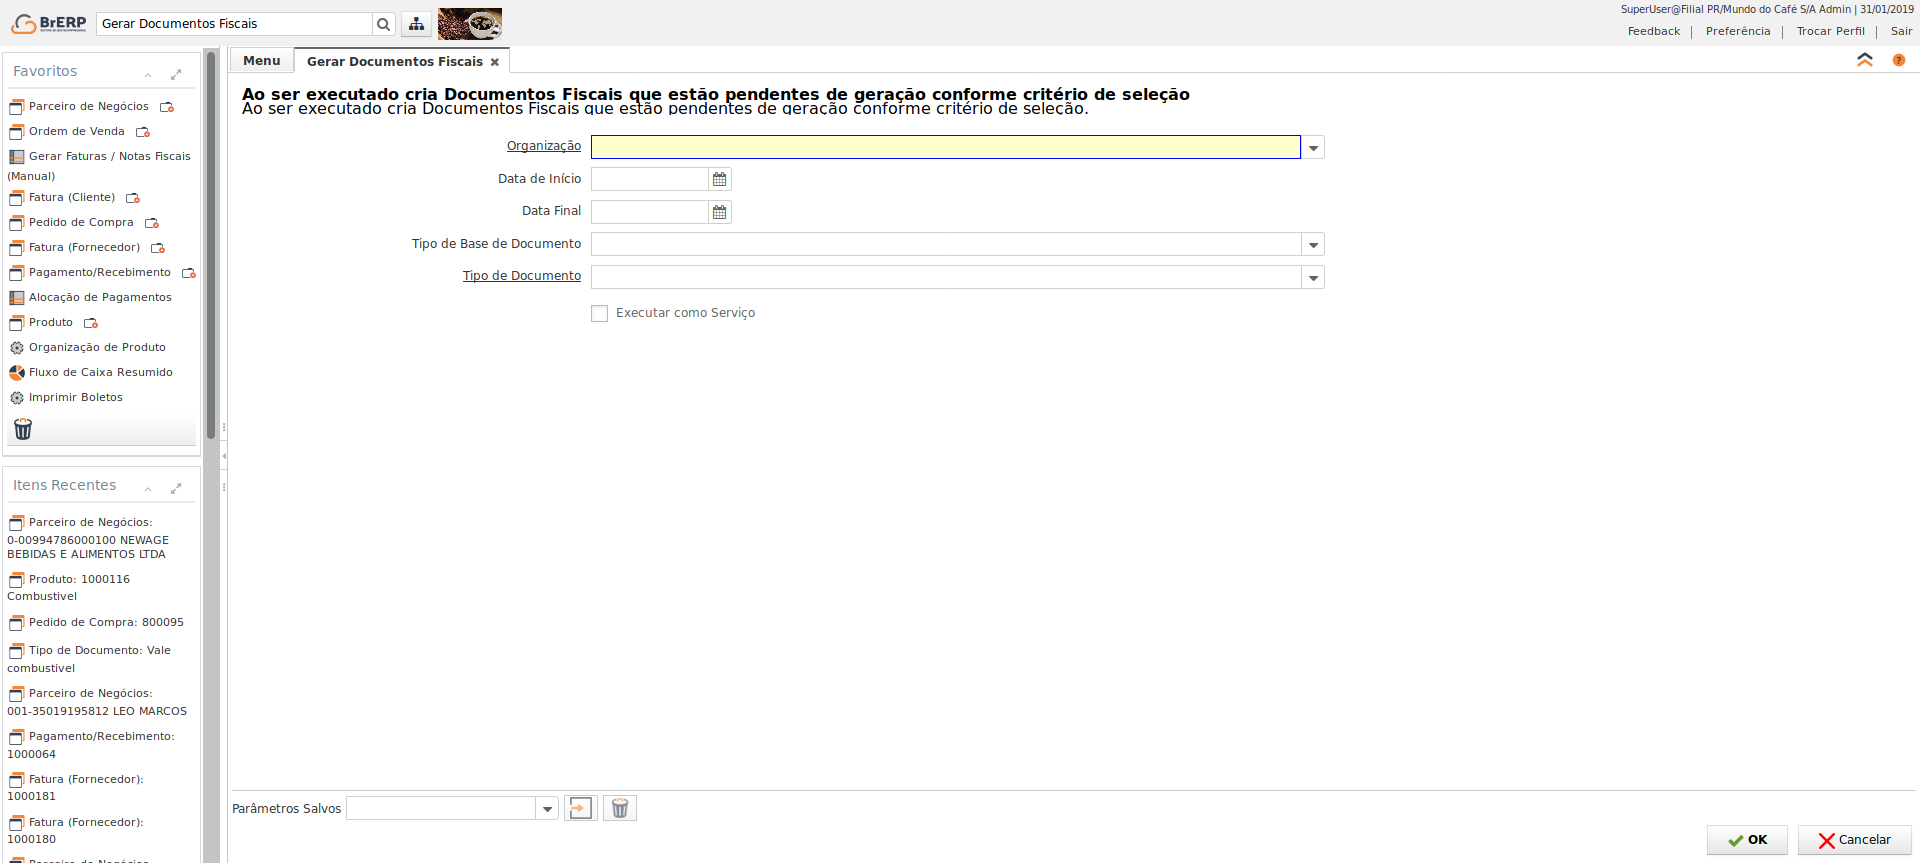 BrERP
Gerar Documentos Fiscais
SuperUser@Filial PR/Mundo do Café S/A Admin | 31/01/2019
Feedback | Preferência | Trocar Perfil | Sair
Favoritos
Parceiro de Negócios
Ordem de Venda
Gerar Faturas / Notas Fiscais
(Manual)
Fatura (Cliente)
Pedido de Compra
Fatura (Fornecedor)
Pagamento/Recebimento
Alocação de Pagamentos
Produto
Organização de Produto
Fluxo de Caixa Resumido
Imprimir Boletos
Itens Recentes
Parceiro de Negócios:
0-00994786000100 NEWAGE
BEBIDAS E ALIMENTOS LTDA
Produto: 1000116
Combustivel
Pedido de Compra: 800095
Tipo de Documento: Vale
combustivel
Parceiro de Negócios:
001-35019195812 LEO MARCOS
Pagamento/Recebimento:
1000064
Fatura (Fornecedor):
1000181
Fatura (Fornecedor):
1000180
Parceiro de Negócios
Menu
Gerar Documentos Fiscais
Ao ser executado cria Documentos Fiscais que estão pendentes de geração conforme critério de seleção
Ao ser executado cria Documentos Fiscais que estão pendentes de geração conforme critério de seleção.
Organização
Data de Início
Data Final
Tipo de Base de Documento
Tipo de Documento
Executar como Serviço
Parâmetros Salvos
OK
Cancelar